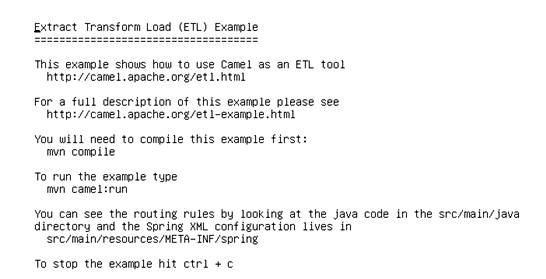 Extract Transform Load (ETL) Example
====================================
This example shows how to use Camel as an ETL tool
http://camel.apache.org/etl.html
For a full description of this example please see
http://camel.apache.org/etl-example.html
You will need to compile this example first:
mvn compile
To run the example type
mvn camel:run
You can see the routing rules by looking at the java code in the src/main/java
directory and the Spring XML configuration lives in
src/main/resources/META-INF/spring
To stop the example hit ctrl + c